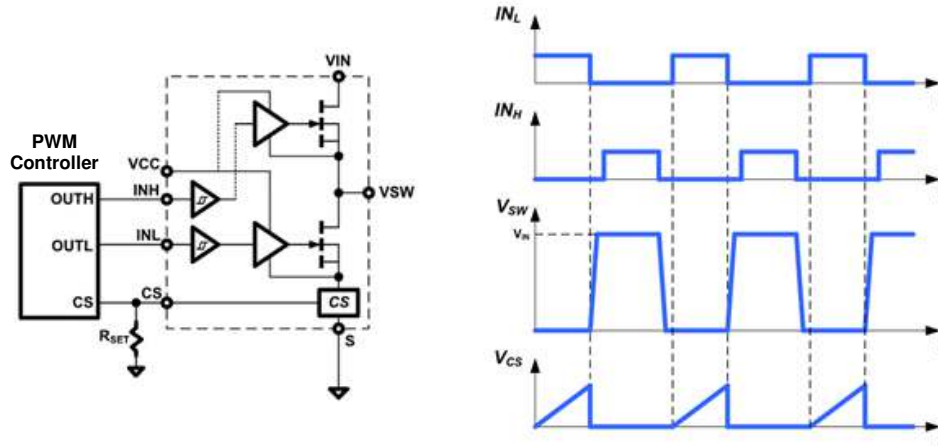 PWM
Controller
OUTH
OUTL
CS
VCC
INH
INL
CS
RSET
VIN
VSW
CS
S
INL
INH
VSW
VIN
VCS